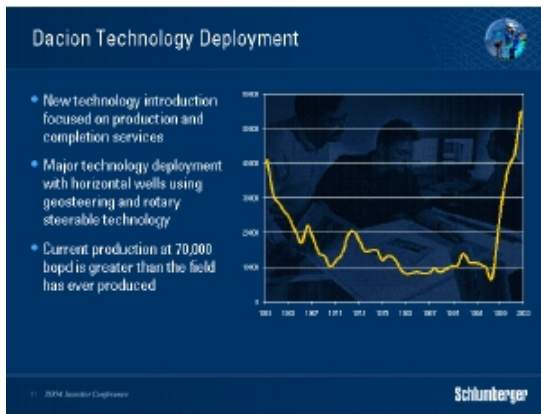 Dacion Technology Deployment
New technology introduction
focused on production and
completion services
Major technology deployment
with horizontal wells using
geosteering and rotary
steerable technology
Current production at 70,000
bopd is greater than the field
has ever produced
Investor Conference
Schlumberger